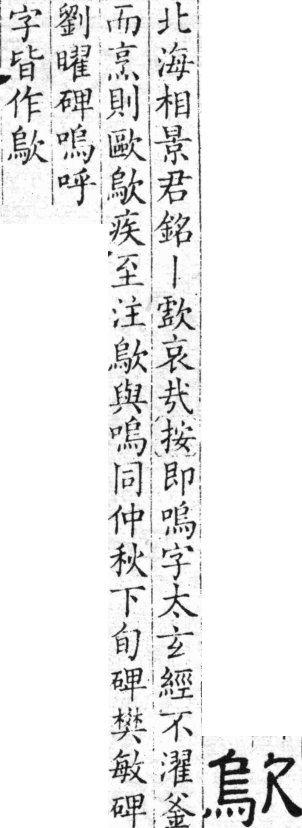 歍
北海相景君銘丨歔哀哉按即嗚字太玄經不濯釜
而烹則歐歍疾至注歍與嗚同仲秋下旬碑樊敏碑
劉曜碑嗚呼
字皆作歍